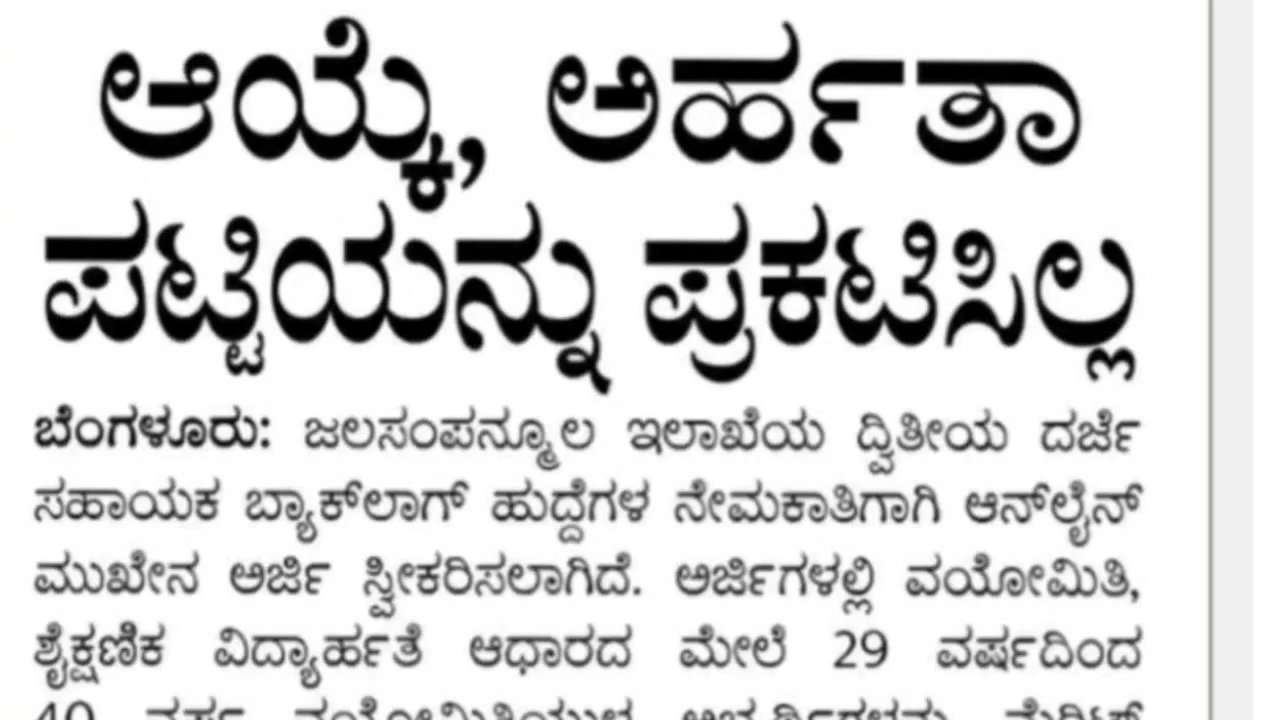 ಆಯ್ಕೆ, ಅರ್ಹತಾ
ಪಟ್ಟಿಯನ್ನು ಪ್ರಕಟಿಸಿಲ್ಲ
ಬೆಂಗಳೂರು: ಜಲಸಂಪನ್ಮೂಲ ಇಲಾಖೆಯ ದ್ವಿತೀಯ ದರ್ಜೆ
ಸಹಾಯಕ ಬ್ಯಾಕ್‌ಲಾಗ್ ಹುದ್ದೆಗಳ ನೇಮಕಾತಿಗಾಗಿ ಆನ್‌ಲೈನ್
ಮುಖೇನ ಅರ್ಜಿ ಸ್ವೀಕರಿಸಲಾಗಿದೆ. ಅರ್ಜಿಗಳಲ್ಲಿ ವಯೋಮಿತಿ,
ಶೈಕ್ಷಣಿಕ ವಿದ್ಯಾರ್ಹತೆ ಆಧಾರದ ಮೇಲೆ 29 ವರ್ಷದಿಂದ